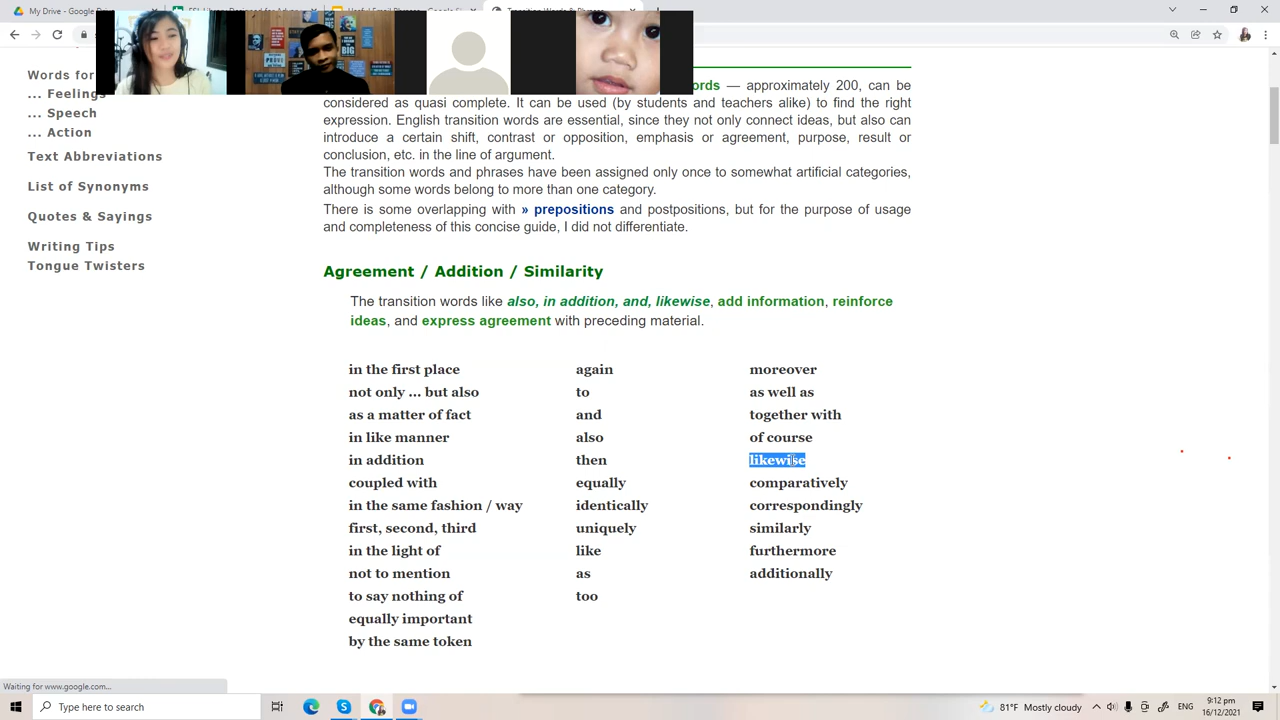 My Drive - Google Dr
Words for
... Feelings
... Speech
... Action
Text Abbreviations
List of Synonyms
Quotes & Sayings
Writing Tips
Tongue Twisters
ords — approximately 200, can be
considered as quasi complete. It can be used (by students and teachers alike) to find the right
expression. English transition words are essential, since they not only connect ideas, but also can
introduce a certain shift, contrast or opposition, emphasis or agreement, purpose, result or
conclusion, etc. in the line of argument.
The transition words and phrases have been assigned only once to somewhat artificial categories,
although some words belong to more than one category.
There is some overlapping with » prepositions and postpositions, but for the purpose of usage
and completeness of this concise guide, I did not differentiate.
Agreement / Addition / Similarity
The transition words like also, in addition, and, likewise, add information, reinforce
ideas, and express agreement with preceding material.
in the first place again moreover
not only ... but also to as well as
as a matter of fact and together with
in like manner also of course
in addition then likewise
coupled with equally comparatively
in the same fashion / way identically correspondingly
first, second, third uniquely similarly
in the light of like furthermore
not to mention as additionally
to say nothing of too
equally important
by the same token
Waiting for www.google.com...
Type here to search
81°F Mostly cloudy
ENG
9:12 pm
16/12/2021